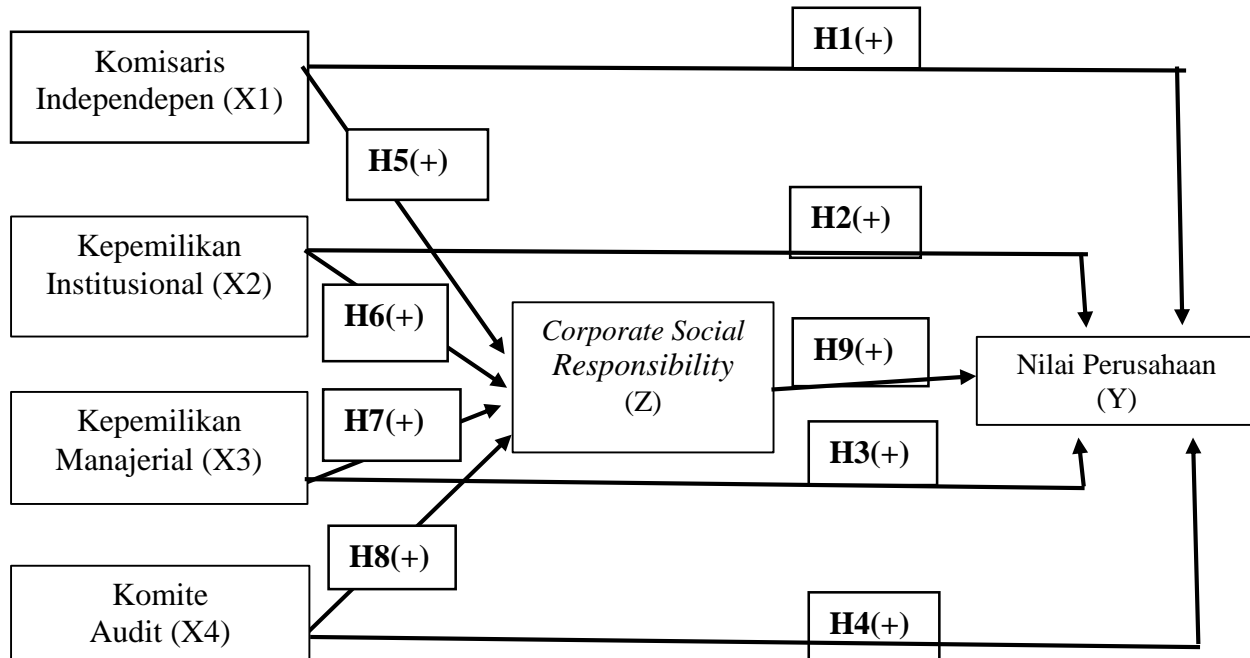 H1(+)
Komisaris
Independepen (X1)
H5(+)
H2(+)
Kepemilikan
Institusional (X2)
H6(+)
Corporate Social
Responsibility
(Z)
H9(+)
Nilai Perusahaan
(Y)
H7(+)
Kepemilikan
Manajerial (X3)
H3(+)
H8(+)
Komite
Audit (X4)
H4(+)